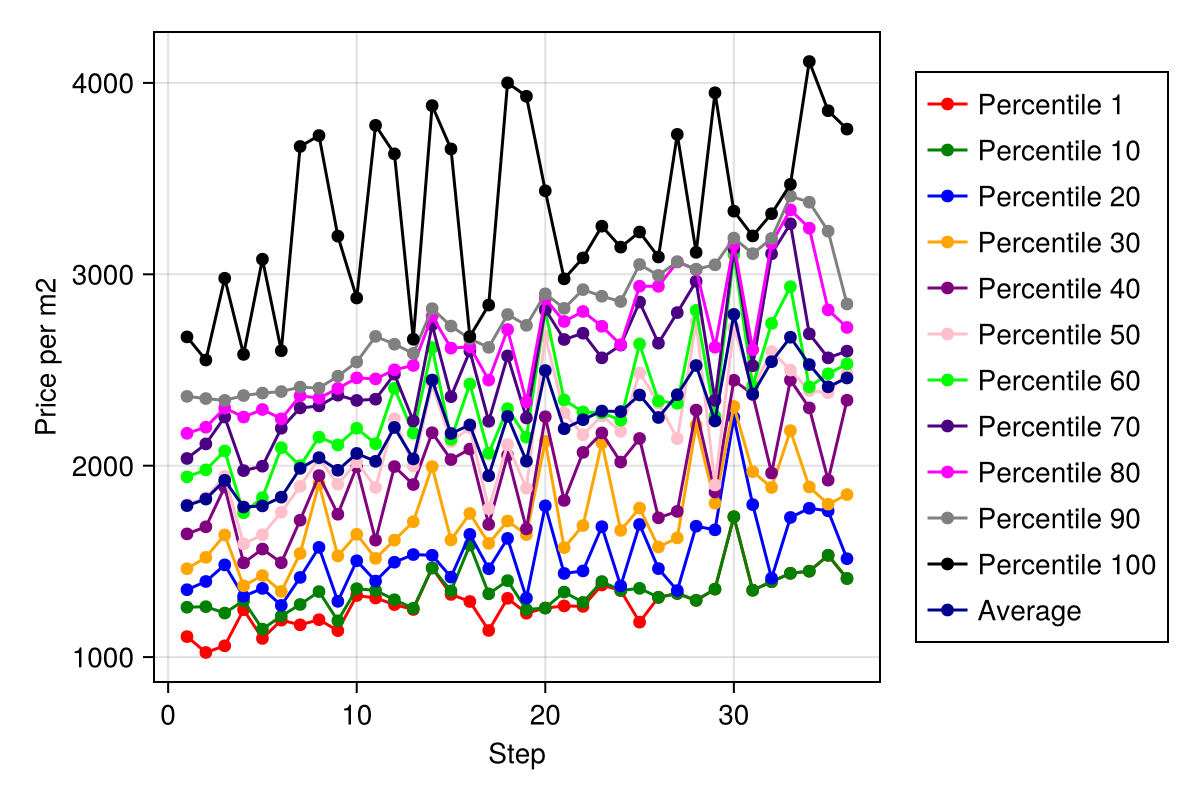 4000
3000
2000
1000
Price per m2
0 10 20 30
Step
Percentile 1
Percentile 10
Percentile 20
Percentile 30
Percentile 40
Percentile 50
Percentile 60
Percentile 70
Percentile 80
Percentile 90
Percentile 100
Average